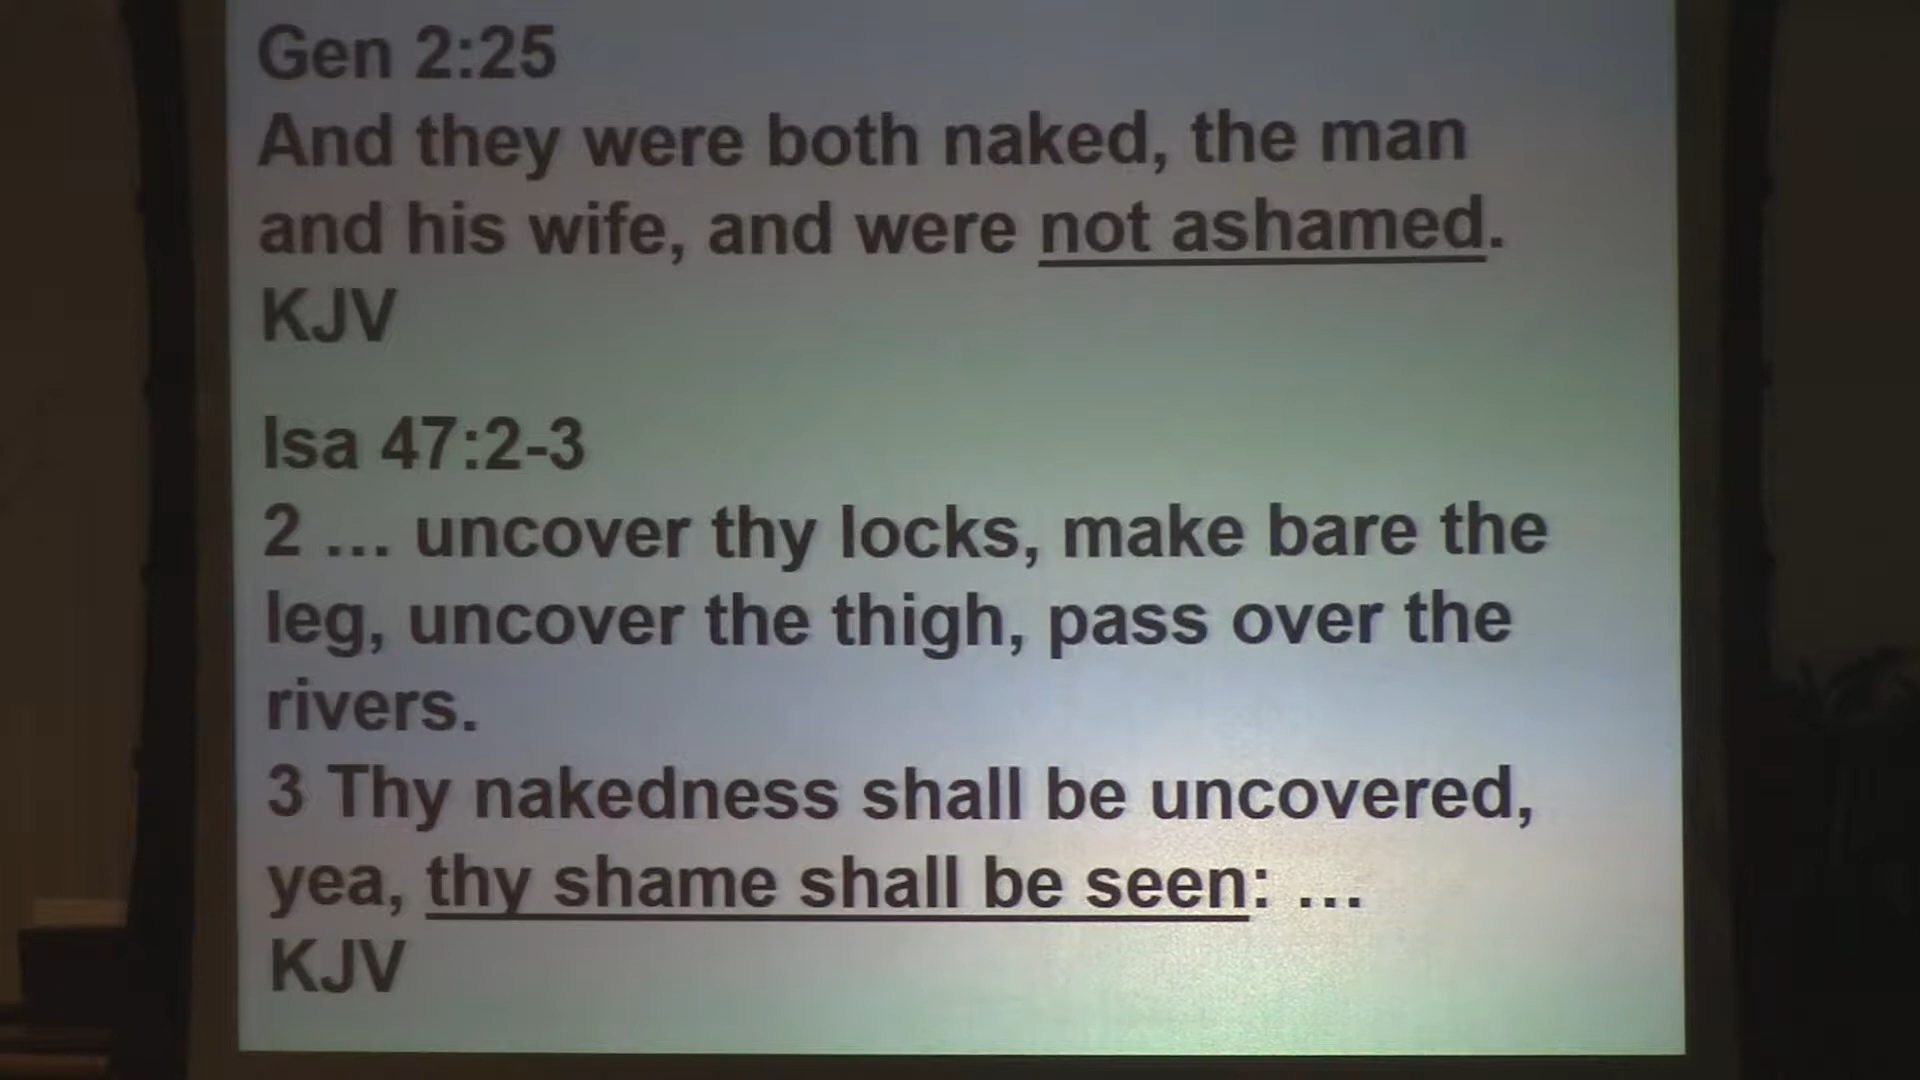 Gen 2:25
And they were both naked, the man
and his wife, and were not ashamed.
KJV
Isa 47:2-3
2 ... uncover thy locks, make bare the
leg, uncover the thigh, pass over the
rivers.
3 Thy nakedness shall be uncovered,
yea, thy shame shall be seen: ...
KJV